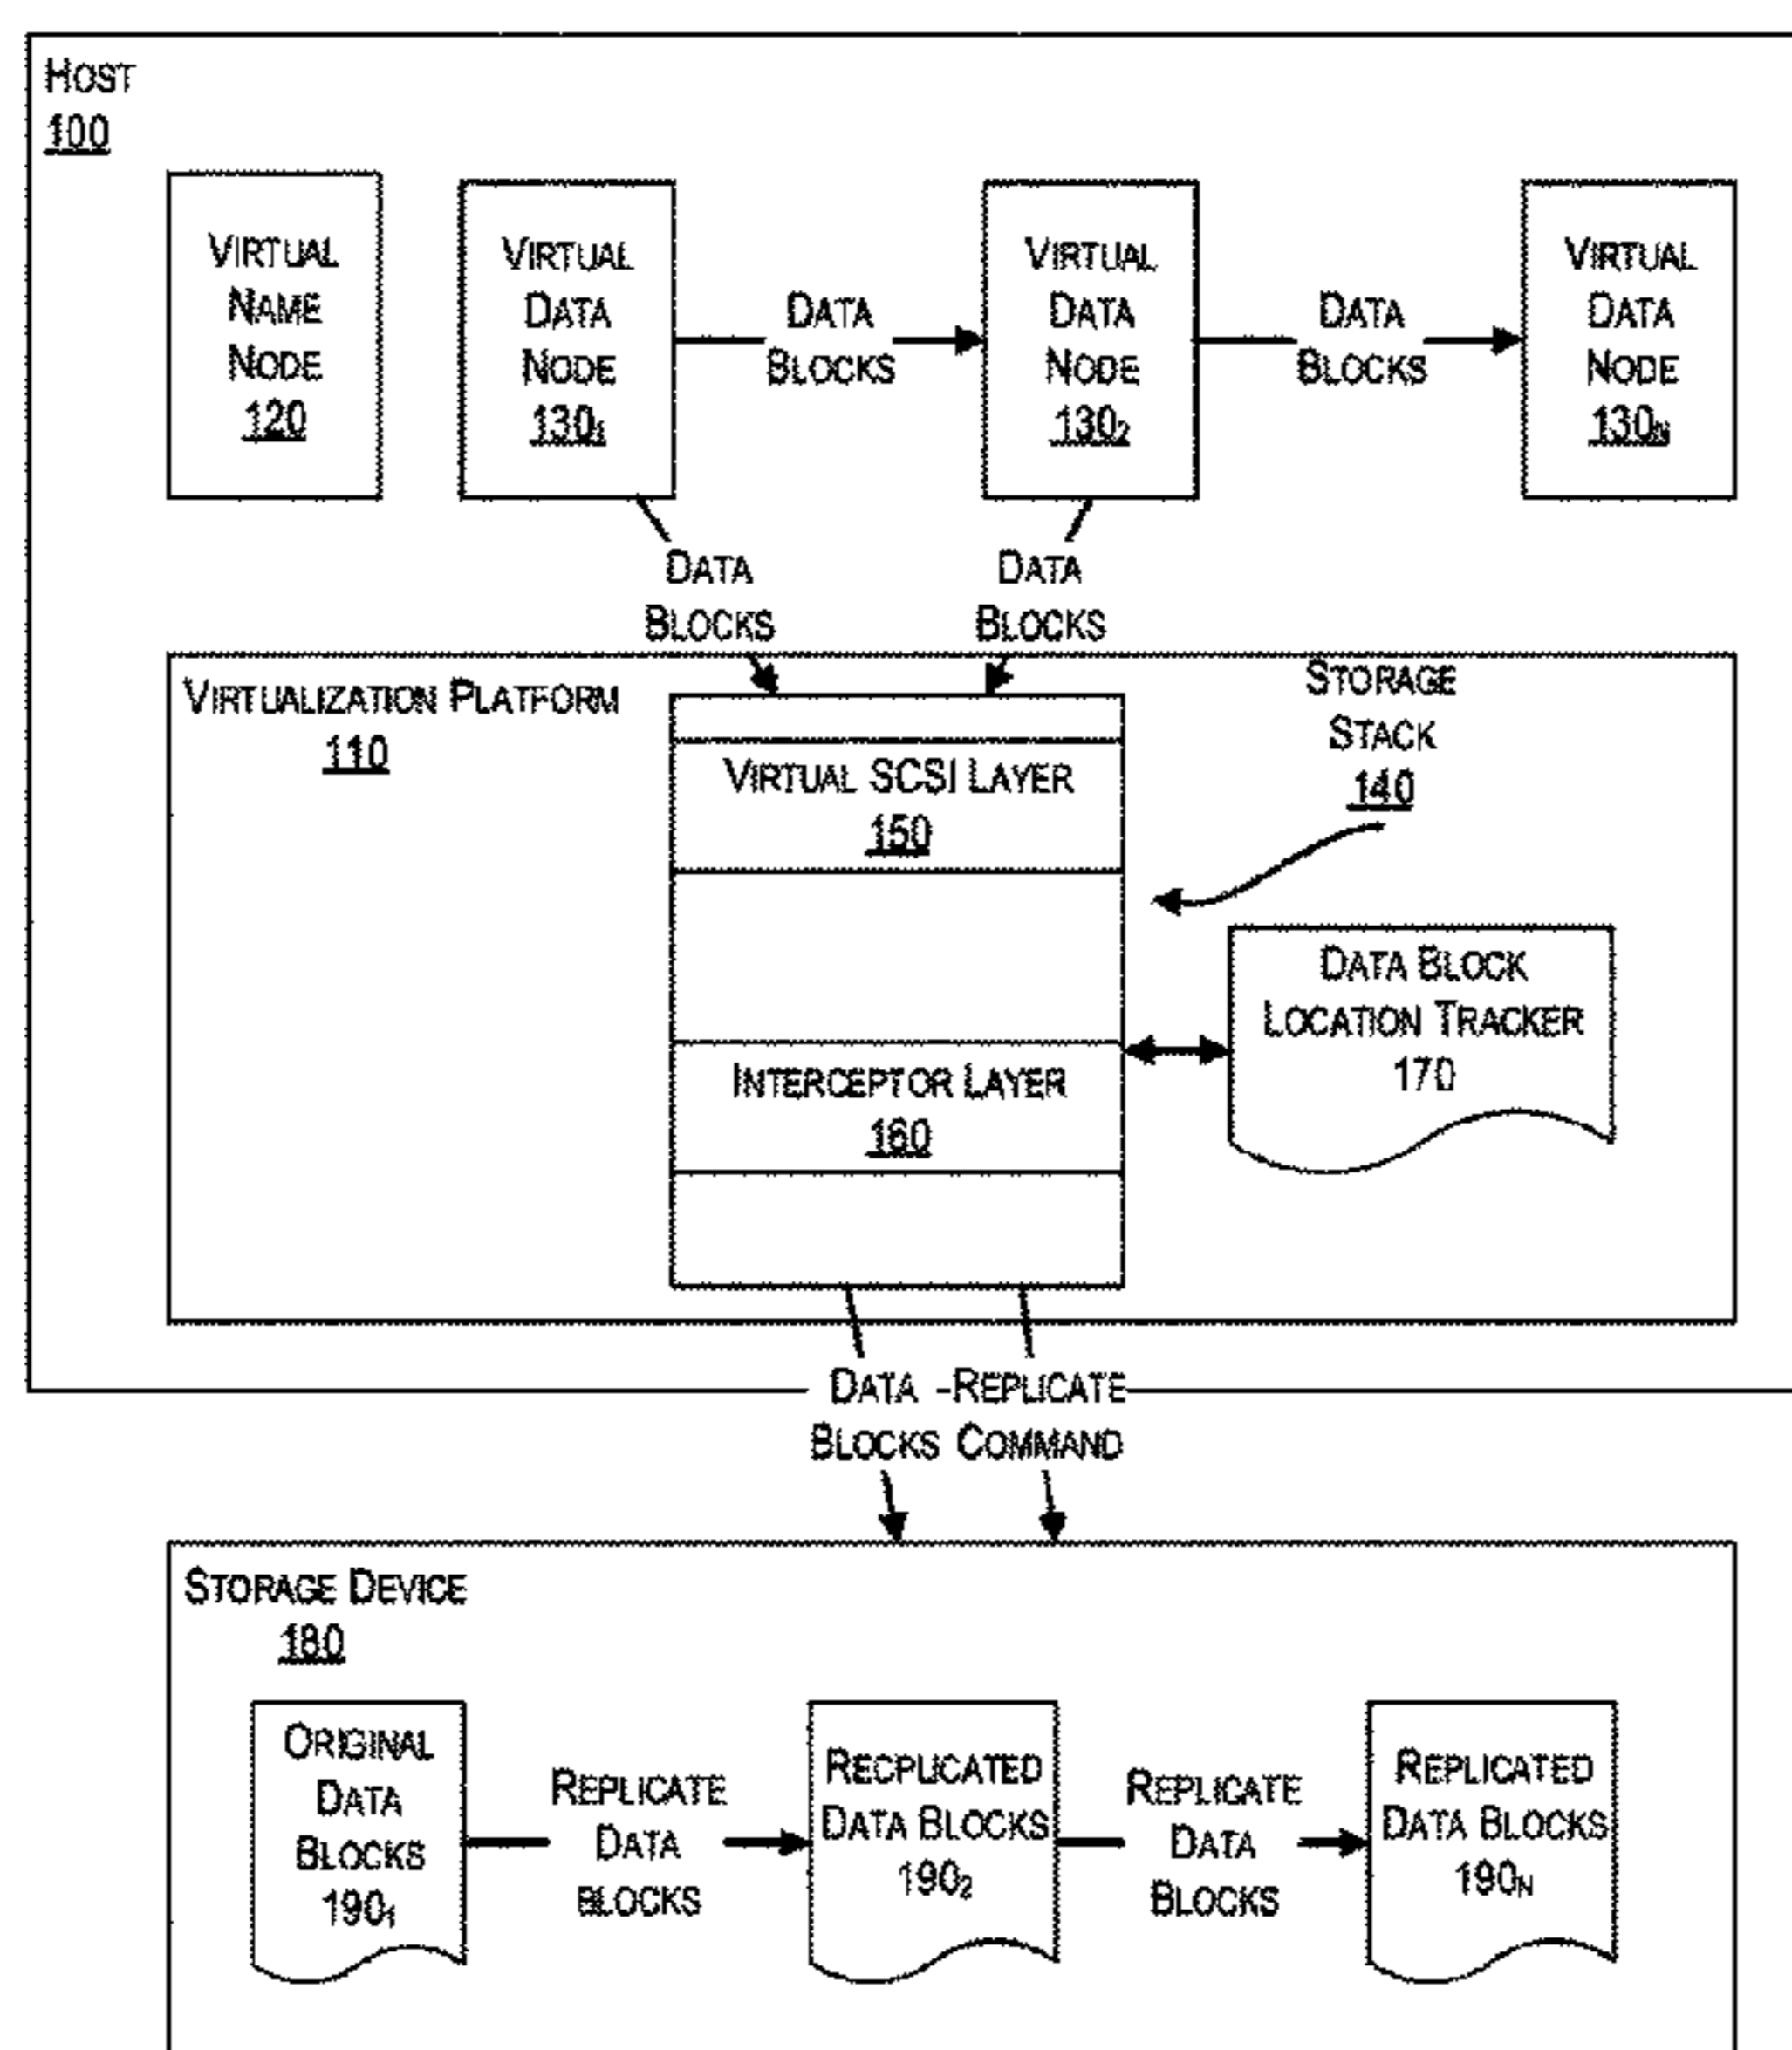 HOST
100
VIRTUAL
NAME
NODE
120
VIRTUAL
DATA
NODE
130₁
DATA
BLOCKS
VIRTUAL
DATA
NODE
130₂
DATA
BLOCKS
VIRTUAL
DATA
NODE
130N
DATA
BLOCKS
DATA
BLOCKS
VIRTUALIZATION PLATFORM
110
STORAGE
STACK
140
VIRTUAL SCSI LAYER
150
DATA BLOCK
LOCATION TRACKER
170
INTERCEPTOR LAYER
160
DATA
BLOCKS
REPLICATE
COMMAND
STORAGE DEVICE
180
ORIGINAL
DATA
BLOCKS
190₁
REPLICATE
DATA
BLOCKS
RECPLICATED
DATA BLOCKS
190₂
REPLICATE
DATA
BLOCKS
REPLICATED
DATA BLOCKS
190N